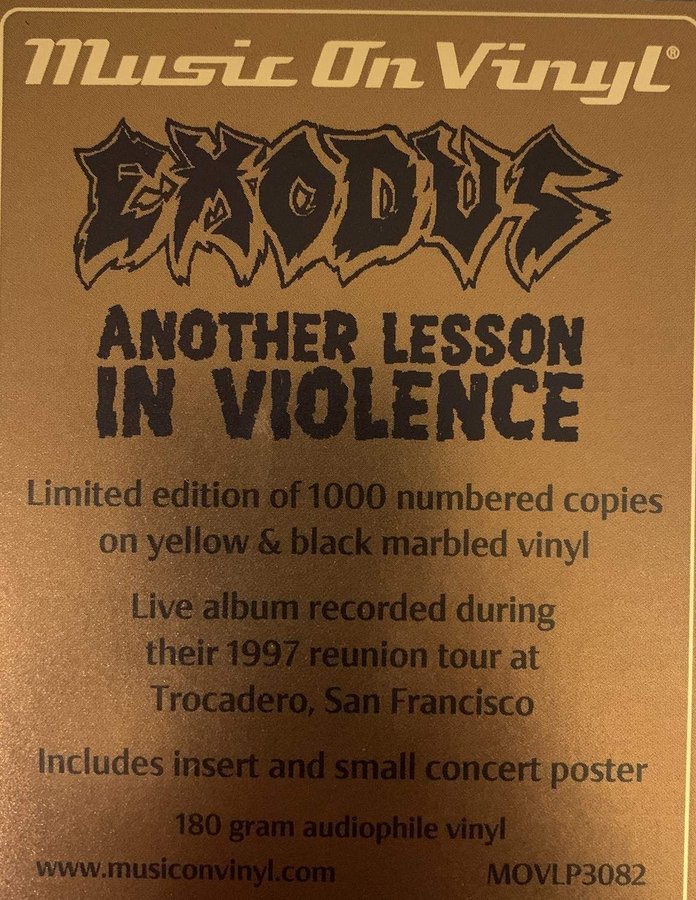 Music On Vinyl®
EXODUS
ANOTHER LESSON
IN VIOLENCE
Limited edition of 1000 numbered copies
on yellow & black marbled vinyl
Live album recorded during
their 1997 reunion tour at
Trocadero, San Francisco
Includes insert and small concert poster
180 gram audiophile vinyl
www.musiconvinyl.com MOVLP3082